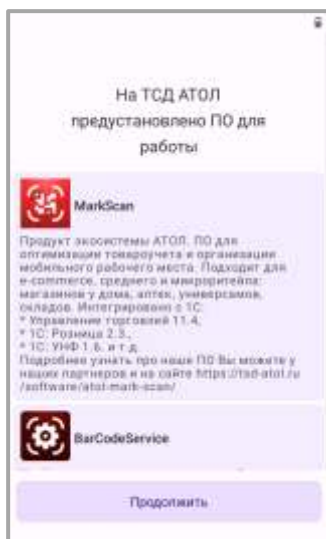 На ТСД АТОЛ
предустановлено ПО для
работы
MarkScan
Продукт экосистемы АТОЛ. ПО для
оптимизации товароучета и организации
мобильного рабочего места. Подходит для
e-commerce, среднего и микроритейла:
магазинов у дома, аптек, универсамов,
складов. Интегрировано с 1С:
* Управление торговлей 11.4,
* 1С: Розница 2.3.,
* 1С: УНФ 1.6. и т.д.
Подробнее узнать про наше ПО Вы можете у
наших партнеров и на сайте https://tsd-atol.ru
/software/atol-mark-scan/
BarCodeService
Продолжить